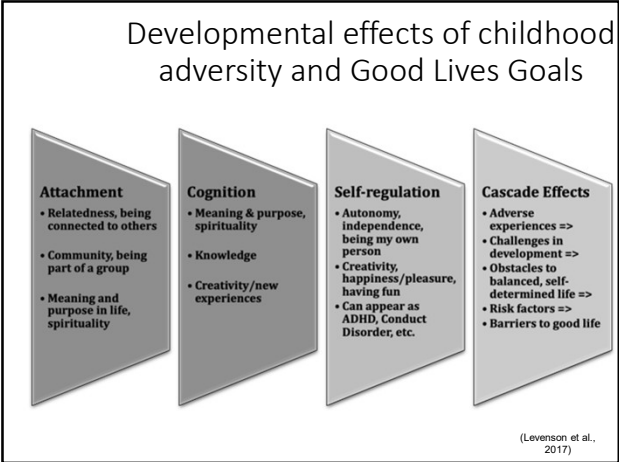 Developmental effects of childhood
adversity and Good Lives Goals
Attachment
• Relatedness, being
connected to others
• Community, being
part of a group
• Meaning and
purpose in life,
spirituality
Cognition
• Meaning & purpose,
spirituality
• Knowledge
• Creativity/new
experiences
Self-regulation
• Autonomy,
independence,
being my own
person
• Creativity,
happiness/pleasure,
having fun
• Can appear as
ADHD, Conduct
Disorder, etc.
Cascade Effects
• Adverse
experiences =>
• Challenges in
development =>
• Obstacles to
balanced, self-
determined life =>
• Risk factors =>
• Barriers to good life
(Levenson et al.,
2017)